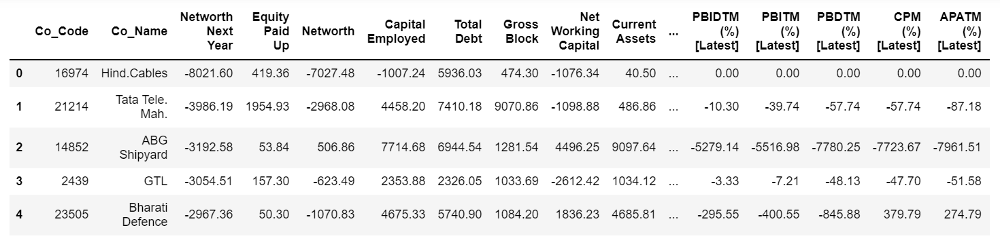 Co_Code Co_Name Networth Next Year Equity Paid Up Networth Capital Employed Total Debt Gross Block Net Working Capital Current Assets ... PBIDTM (%) [Latest] PBITM (%) [Latest] PBDTM (%) [Latest] CPM (%) [Latest] APATM (%) [Latest]
0 16974 Hind.Cables -8021.60 419.36 -7027.48 -1007.24 5936.03 474.30 -1076.34 40.50 ... 0.00 0.00 0.00 0.00 0.00
1 21214 Tata Tele. Mah. -3986.19 1954.93 -2968.08 4458.20 7410.18 9070.86 -1098.88 486.86 ... -10.30 -39.74 -57.74 -57.74 -87.18
2 14852 ABG Shipyard -3192.58 53.84 506.86 7714.68 6944.54 1281.54 4496.25 9097.64 ... -5279.14 -5516.98 -7780.25 -7723.67 -7961.51
3 2439 GTL -3054.51 157.30 -623.49 2353.88 2326.05 1033.69 -2612.42 1034.12 ... -3.33 -7.21 -48.13 -47.70 -51.58
4 23505 Bharati Defence -2967.36 50.30 -1070.83 4675.33 5740.90 1084.20 1836.23 4685.81 ... -295.55 -400.55 -845.88 379.79 274.79